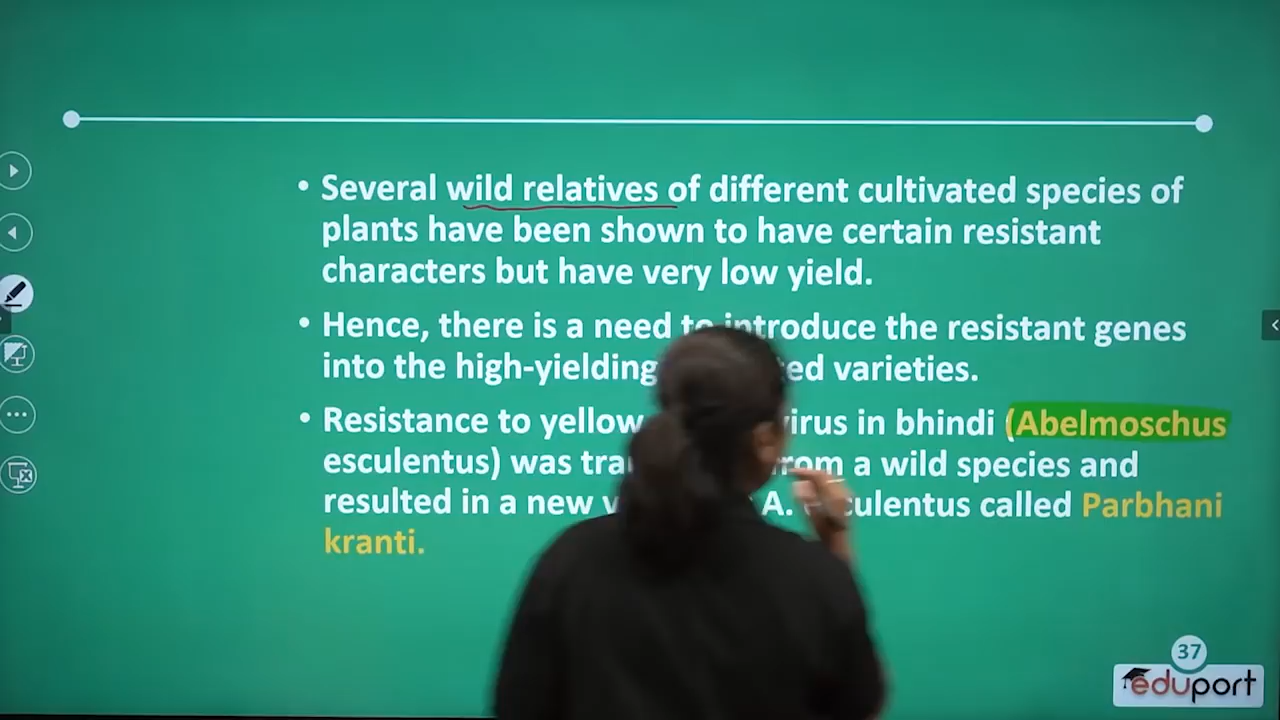 • Several wild relatives of different cultivated species of
plants have been shown to have certain resistant
characters but have very low yield.
• Hence, there is a need to introduce the resistant genes
into the high-yielding varieties.
• Resistance to yellow virus in bhindi (Abelmoschus
esculentus) was from a wild species and
resulted in a new A. called Parbhani
kranti.
37
eduport